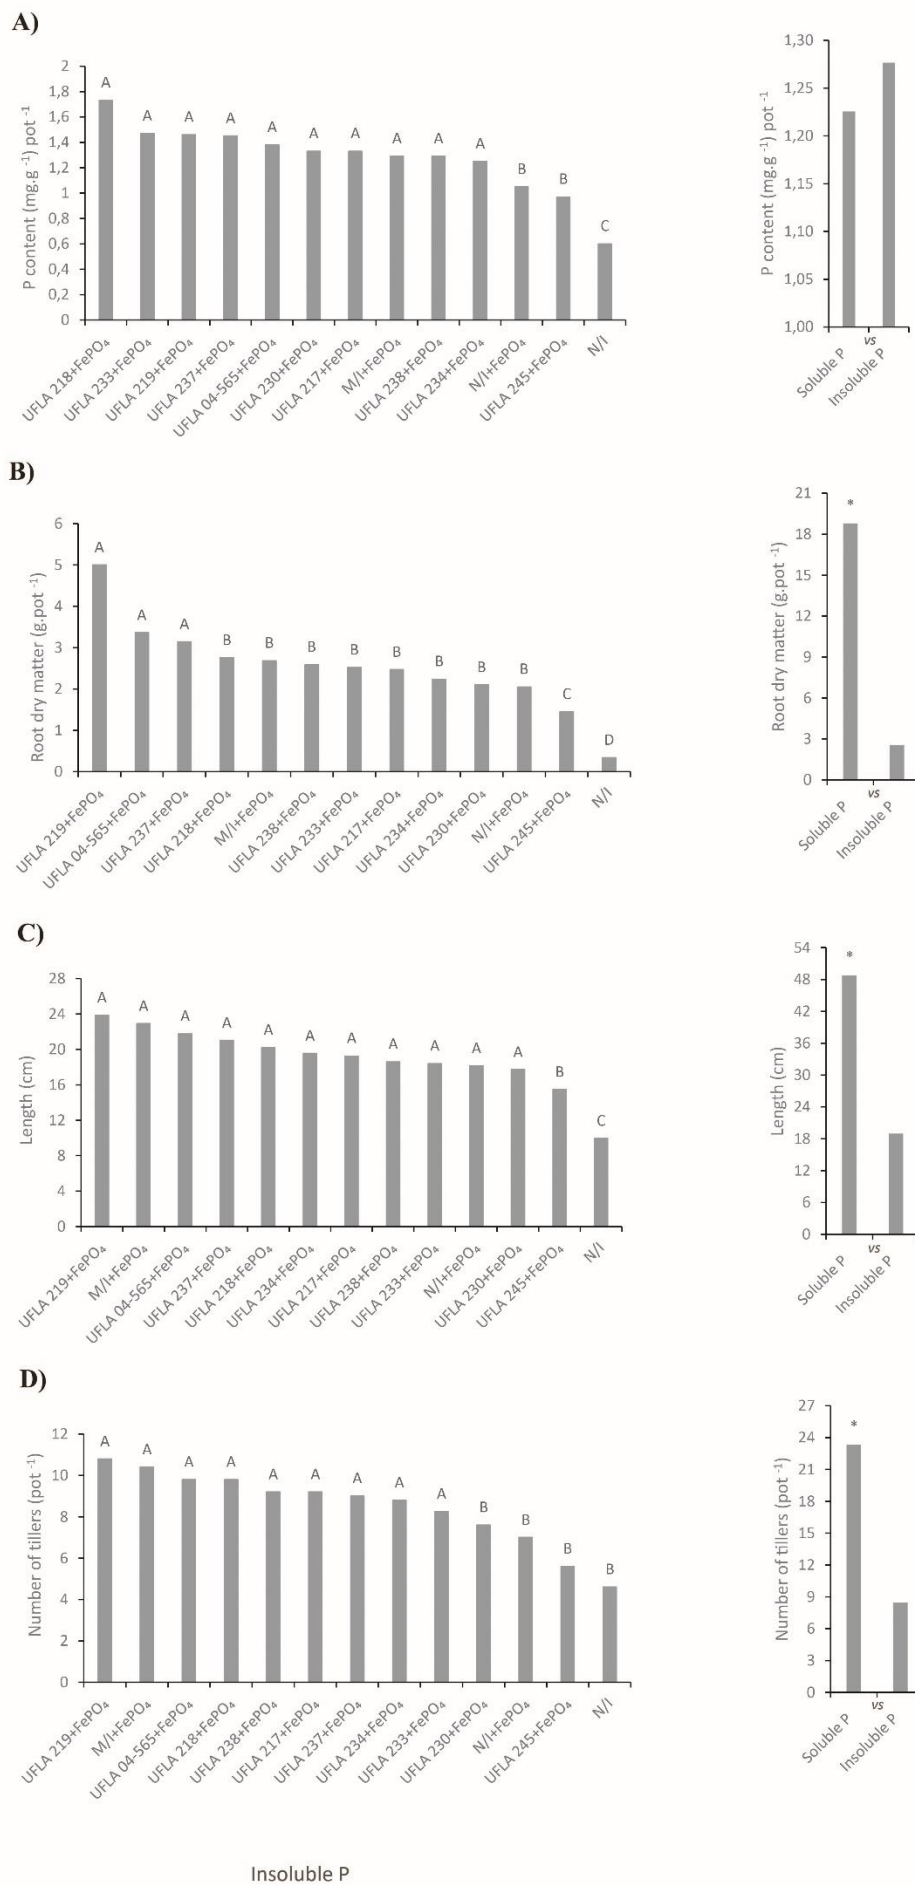 A)
P content (mg.g -1) pot -1
2
1,8
1,6
1,4
1,2
1
0,8
0,6
0,4
0,2
0
A
A
A
A
A
A
A
A
A
A
B
B
C
UFLA 218+FePO4
UFLA 233+FePO4
UFLA 219+FePO4
UFLA 237+FePO4
UFLA 04-565+FePO4
UFLA 230+FePO4
UFLA 217+FePO4
M/I+FePO4
UFLA 238+FePO4
UFLA 234+FePO4
N/I+FePO4
UFLA 245+FePO4
N/I
P content (mg.g -1) pot -1
1,30
1,25
1,20
1,15
1,10
1,05
1,00
Soluble P
vs
Insoluble P
B)
Root dry matter (g.pot -1)
6
5
4
3
2
1
0
A
A
A
B
B
B
B
B
B
B
B
C
D
UFLA 219+FePO4
UFLA 04-565+FePO4
UFLA 237+FePO4
UFLA 218+FePO4
M/I+FePO4
UFLA 238+FePO4
UFLA 233+FePO4
UFLA 217+FePO4
UFLA 234+FePO4
UFLA 230+FePO4
N/I+FePO4
UFLA 245+FePO4
N/I
Root dry matter (g.pot -1)
21
18
15
12
9
6
3
0
*
Soluble P
vs
Insoluble P
C)
Length (cm)
28
24
20
16
12
8
4
0
A
A
A
A
A
A
A
A
A
A
A
B
C
UFLA 219+FePO4
M/I+FePO4
UFLA 04-565+FePO4
UFLA 237+FePO4
UFLA 218+FePO4
UFLA 234+FePO4
UFLA 217+FePO4
UFLA 238+FePO4
UFLA 233+FePO4
N/I+FePO4
UFLA 230+FePO4
UFLA 245+FePO4
N/I
Length (cm)
54
48
42
36
30
24
18
12
6
0
*
Soluble P
vs
Insoluble P
D)
Number of tillers (pot -1)
12
10
8
6
4
2
0
A
A
A
A
A
A
A
A
A
B
B
B
B
UFLA 219+FePO4
M/I+FePO4
UFLA 04-565+FePO4
UFLA 218+FePO4
UFLA 238+FePO4
UFLA 217+FePO4
UFLA 237+FePO4
UFLA 234+FePO4
UFLA 233+FePO4
UFLA 230+FePO4
N/I+FePO4
UFLA 245+FePO4
N/I
Number of tillers (pot -1)
27
24
21
18
15
12
9
6
3
0
*
Soluble P
vs
Insoluble P
Insoluble P